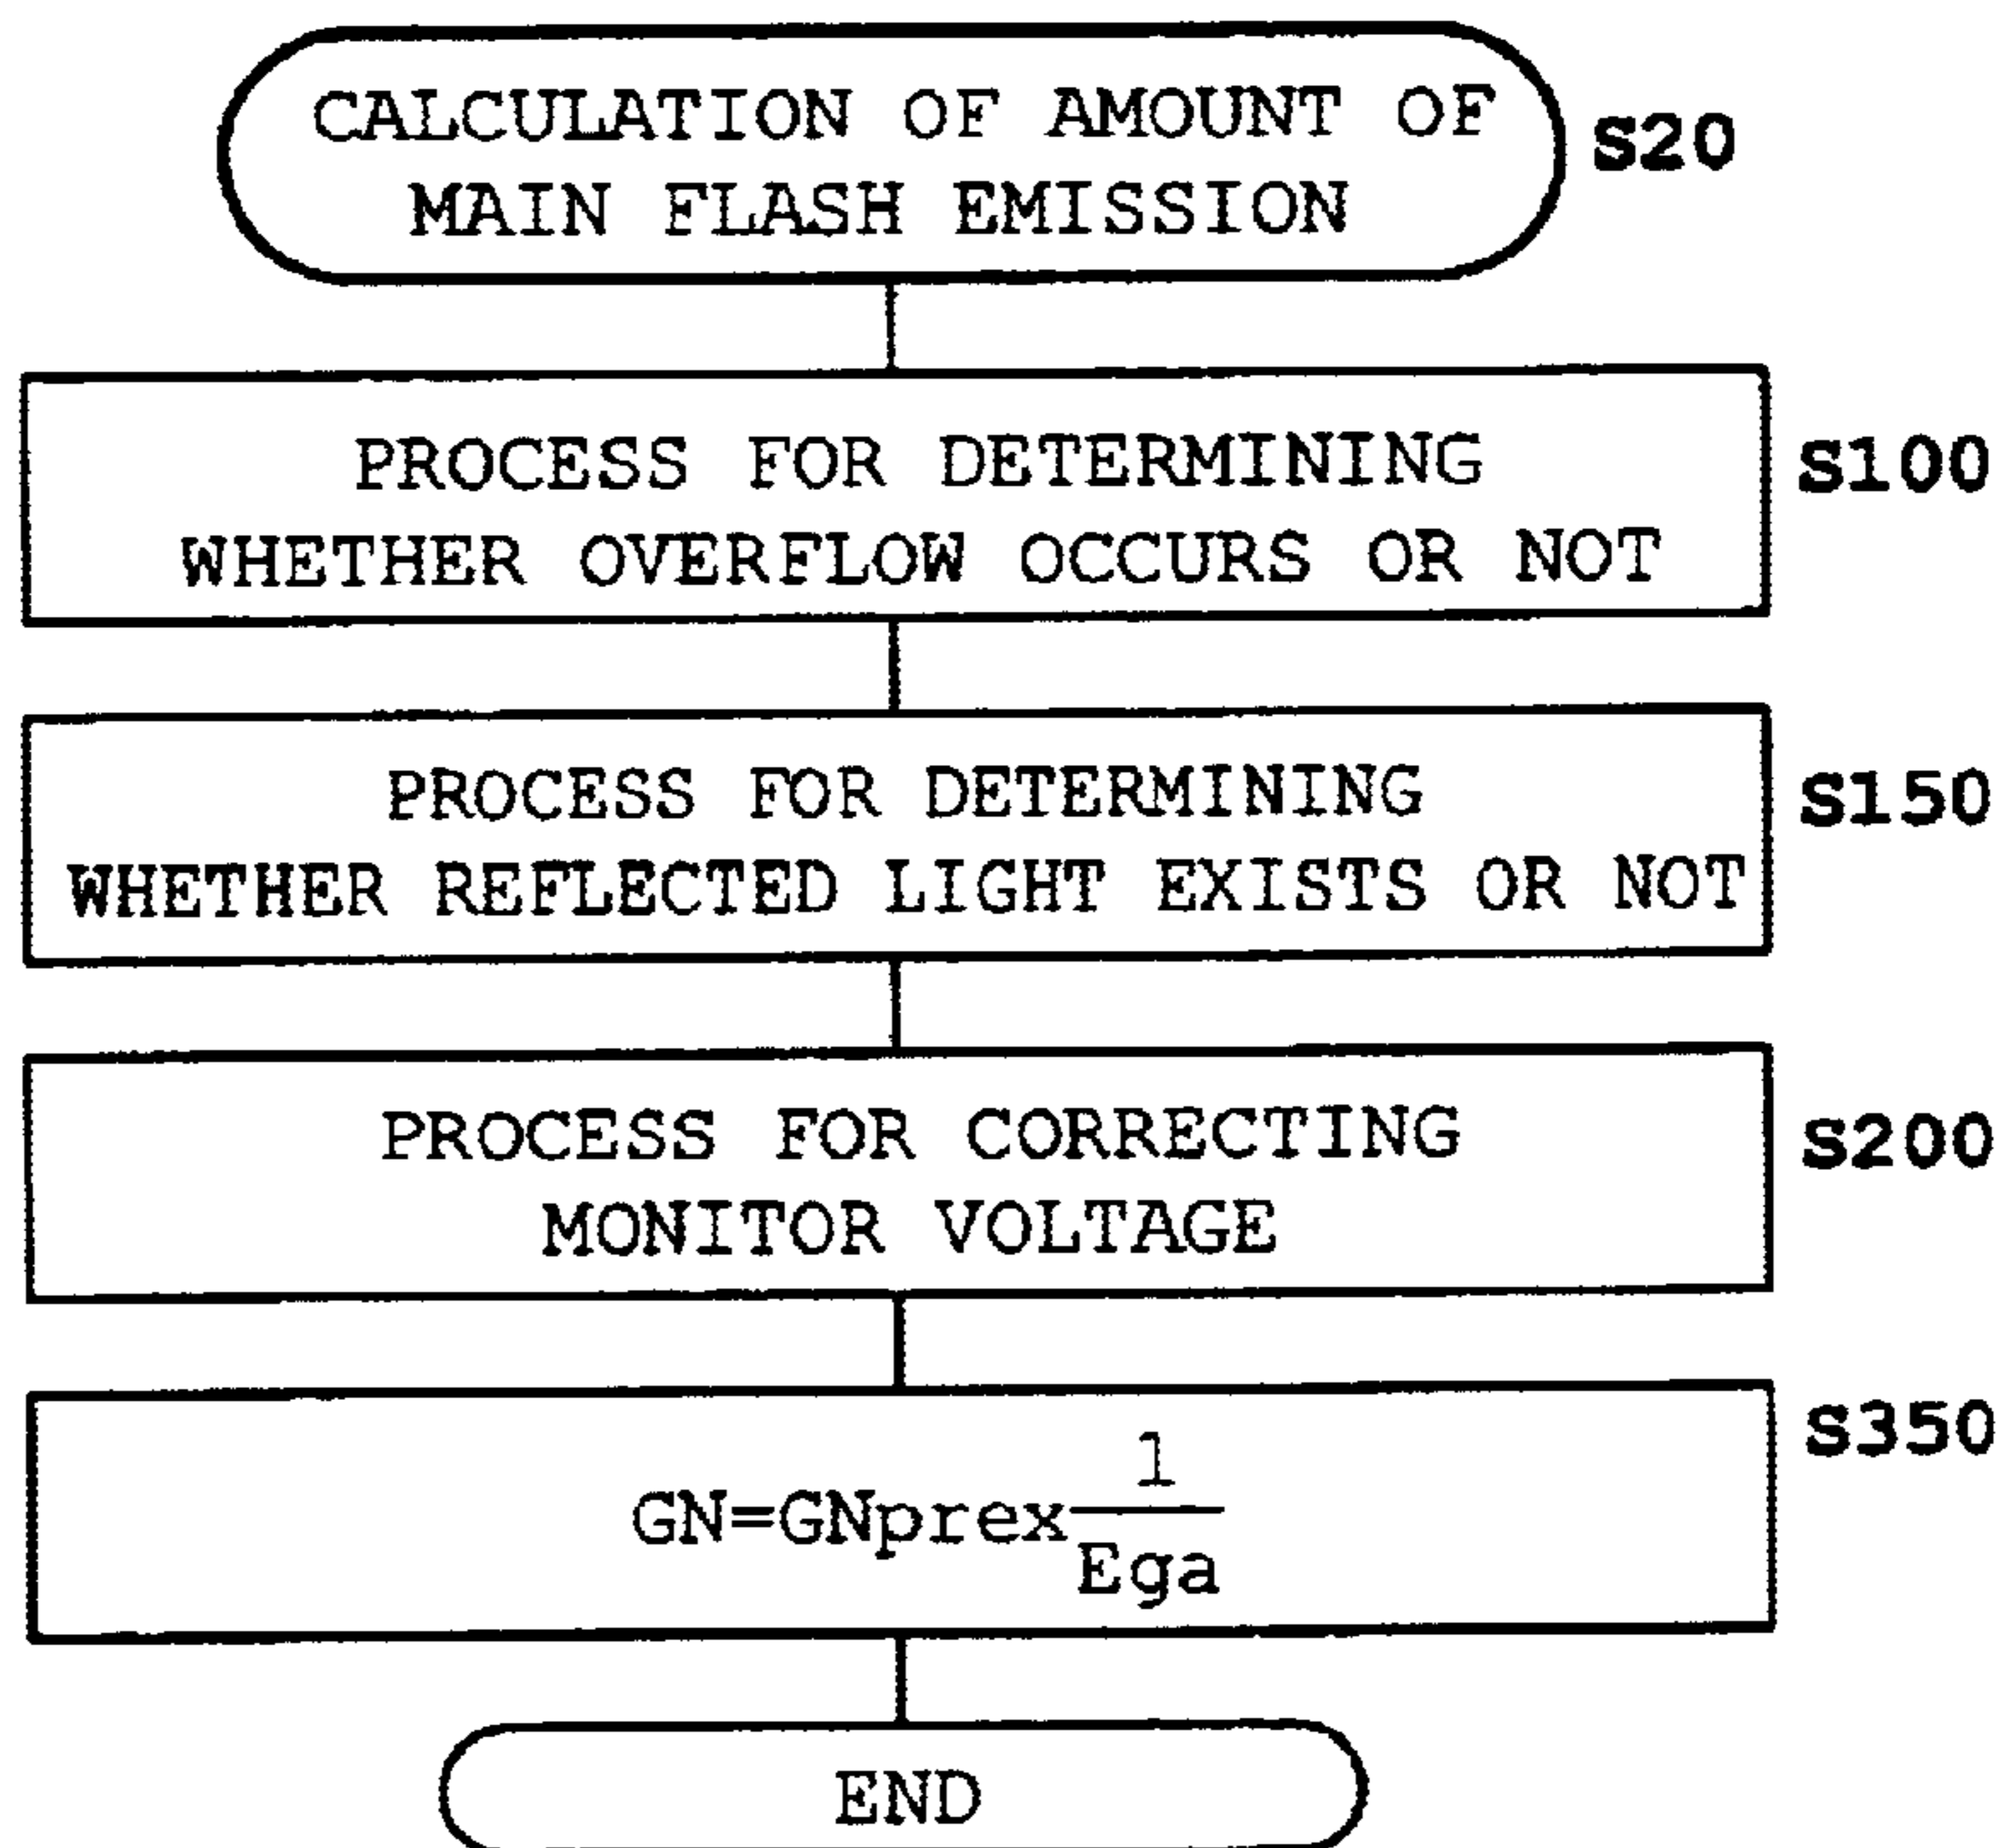 CALCULATION OF AMOUNT OF
MAIN FLASH EMISSION
S20
PROCESS FOR DETERMINING
WHETHER OVERFLOW OCCURS OR NOT
S100
PROCESS FOR DETERMINING
WHETHER REFLECTED LIGHT EXISTS OR NOT
S150
PROCESS FOR CORRECTING
MONITOR VOLTAGE
S200
S350
GN=GNprex 1/Ega
END